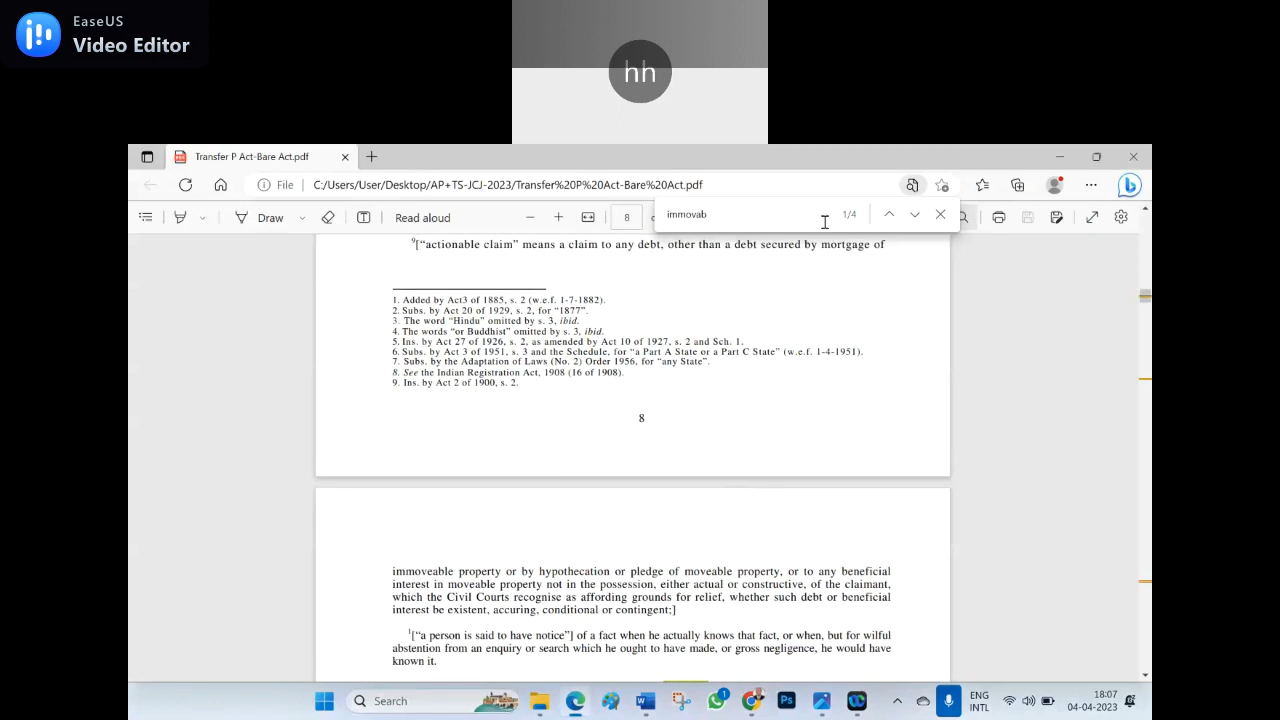 EaseUS
Video Editor
hh
Transfer P Act-Bare Act.pdf
File
C:/Users/User/Desktop/AP+TS-JCJ-2023/Transfer%20P%20Act-Bare%20Act.pdf
immovab 1/4
Draw
Read aloud
8
⁹[“actionable claim” means a claim to any debt, other than a debt secured by mortgage of
1. Added by Act3 of 1885, s. 2 (w.e.f. 1-7-1882).
2. Subs. by Act 20 of 1929, s. 2, for “1877”.
3. The word “Hindu” omitted by s. 3, ibid.
4. The words “or Buddhist” omitted by s. 3, ibid.
5. Ins. by Act 27 of 1926, s. 2, as amended by Act 10 of 1927, s. 2 and Sch. 1.
6. Subs. by Act 3 of 1951, s. 3 and the Schedule, for “a Part A State or a Part C State” (w.e.f. 1-4-1951).
7. Subs. by the Adaptation of Laws (No. 2) Order 1956, for “any State”.
8. See the Indian Registration Act, 1908 (16 of 1908).
9. Ins. by Act 2 of 1900, s. 2.
8
immoveable property or by hypothecation or pledge of moveable property, or to any beneficial
interest in moveable property not in the possession, either actual or constructive, of the claimant,
which the Civil Courts recognise as affording grounds for relief, whether such debt or beneficial
interest be existent, accuring, conditional or contingent;]
¹[“a person is said to have notice”] of a fact when he actually knows that fact, or when, but for wilful
abstention from an enquiry or search which he ought to have made, or gross negligence, he would have
known it.
Search
1
ENG
INTL
18:07
04-04-2023